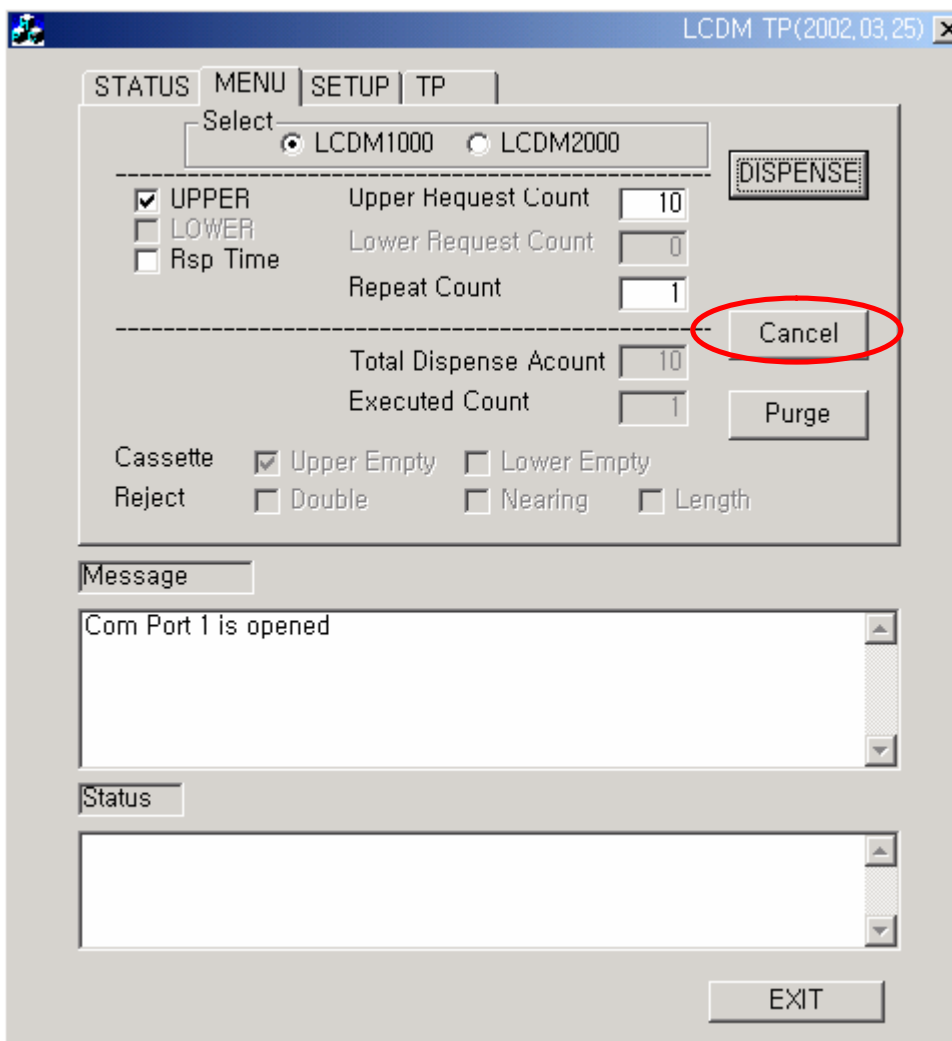 LCDM TP(2002,03,25)
STATUS MENU SETUP TP
Select
LCDM1000 LCDM2000
DISPENSE
UPPER Upper Request Count 10
LOWER Lower Request Count 0
Rsp Time
Repeat Count 1
Cancel
Total Dispense Acount 10
Executed Count 1
Purge
Cassette Upper Empty Lower Empty
Reject Double Nearing Length
Message
Com Port 1 is opened
Status
EXIT